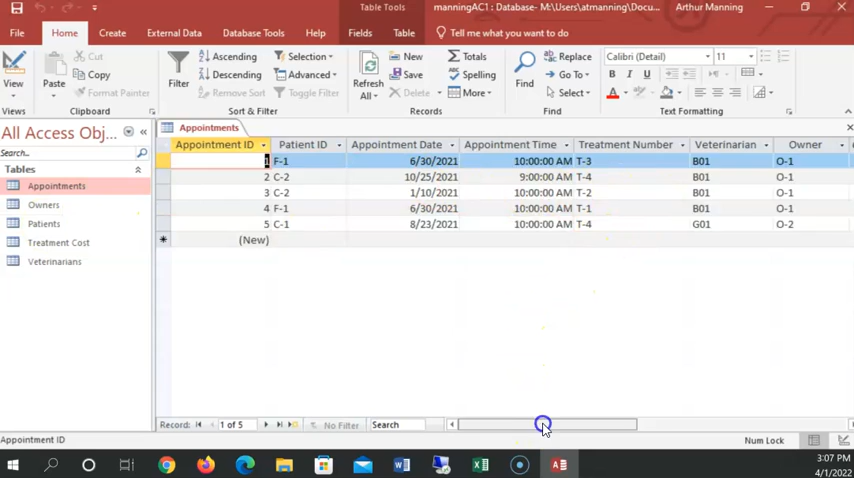 Table Tools manningAC1 : Database- M:\Users\atmanning\Docu... Arthur Manning
File Home Create External Data Database Tools Help Fields Table Tell me what you want to do
Cut Ascending Selection New Totals Replace Calibri (Detail) 11
Copy Descending Advanced Save Spelling Go To B I U
View Paste Format Painter Filter Remove Sort Toggle Filter Refresh All Delete More Find Select A
Views Clipboard Sort & Filter Records Find Text Formatting
All Access Obj... Appointments
Search... Appointment ID Patient ID Appointment Date Appointment Time Treatment Number Veterinarian Owner
Tables 1 F-1 6/30/2021 10:00:00 AM T-3 B01 O-1
Appointments 2 C-2 10/25/2021 9:00:00 AM T-4 B01 O-1
Owners 3 C-2 1/10/2021 10:00:00 AM T-2 B01 O-1
Patients 4 F-1 6/30/2021 10:00:00 AM T-1 B01 O-1
Treatment Cost 5 C-1 8/23/2021 10:00:00 AM T-4 G01 O-2
Veterinarians (New)
Record: 1 of 5 No Filter Search
Appointment ID Num Lock
3:07 PM
4/1/2022